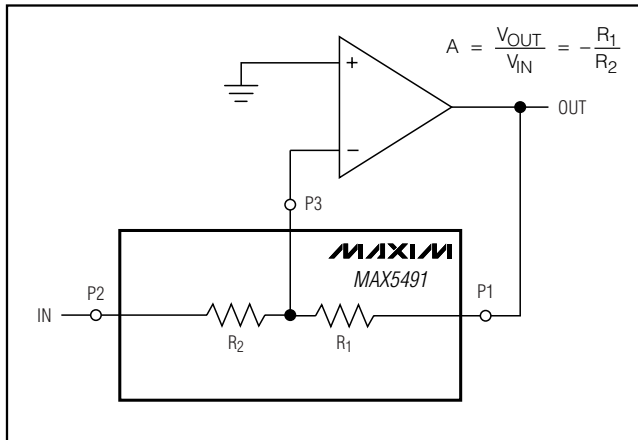 A = V_OUT / V_IN = - R_1 / R_2
+
OUT
−
P3
MAXIM
MAX5491
P2
P1
IN
R_2
R_1